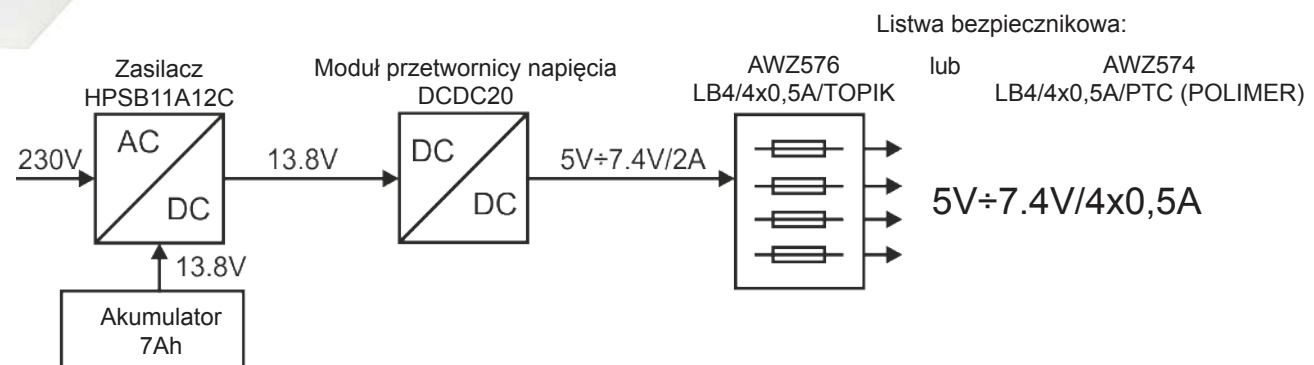 Listwa bezpiecznikowa:
Zasilacz
HPSB11A12C
Moduł przetwornicy napięcia
DCDC20
AWZ576
LB4/4x0,5A/TOPIK
lub
AWZ574
LB4/4x0,5A/PTC (POLIMER)
230V
AC
DC
13.8V
DC
DC
5V÷7.4V/2A
5V÷7.4V/4x0,5A
13.8V
Akumulator
7Ah